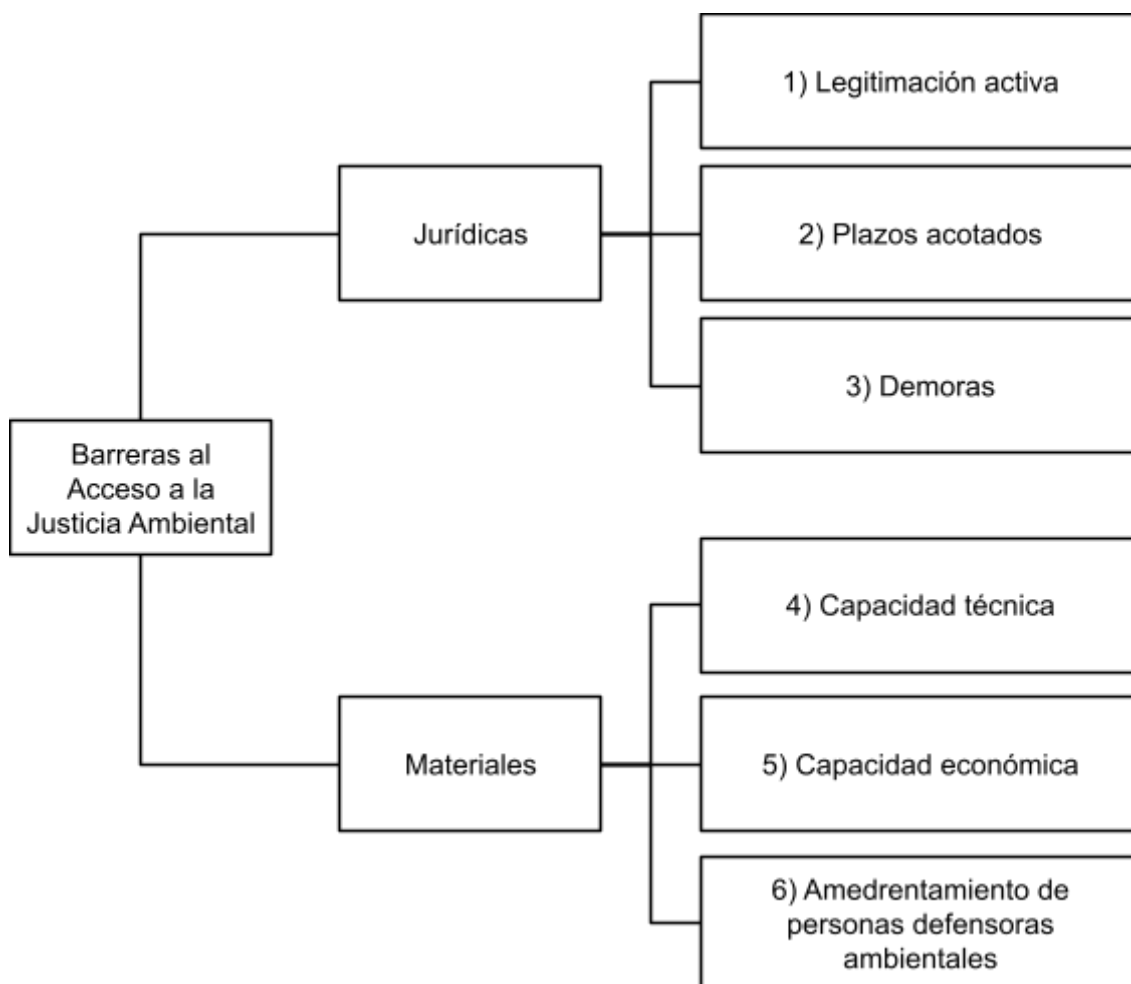 Barreras al
Acceso a la
Justicia Ambiental
Jurídicas
1) Legitimación activa
2) Plazos acotados
3) Demoras
Materiales
4) Capacidad técnica
5) Capacidad económica
6) Amedrentamiento de
personas defensoras
ambientales